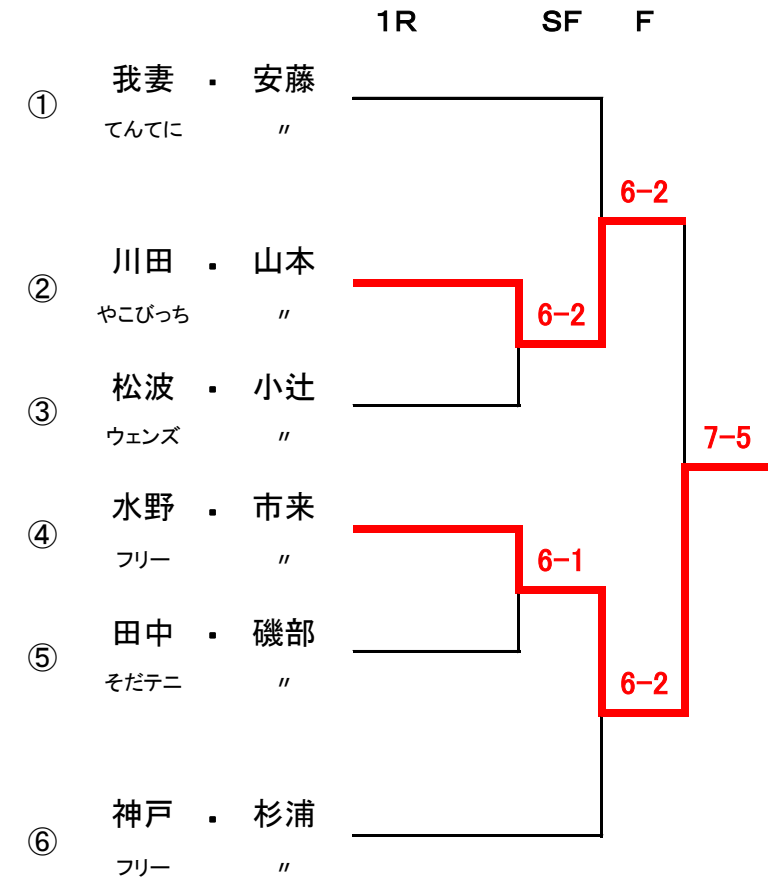 1R SF F
① 我妻 ・ 安藤
てんてに 〃
6-2
② 川田 ・ 山本
やこびっち 〃
6-2
③ 松波 ・ 小辻
ウェンズ 〃
7-5
④ 水野 ・ 市来
フリー 〃
6-1
⑤ 田中 ・ 磯部
そだテニ 〃
6-2
⑥ 神戸 ・ 杉浦
フリー 〃